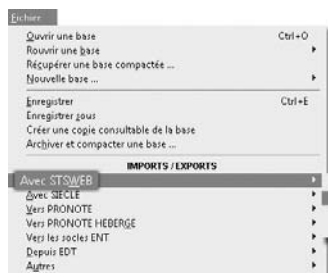 Fichier
Ouvrir une base Ctrl+O
Rouvrir une base
Récupérer une base compactée ...
Nouvelle base ...
Enregistrer Ctrl+E
Enregistrer sous
Créer une copie consultable de la base
Archiver et compacter une base ...
IMPORTS / EXPORTS
Avec STSWEB
Avec SIECLE
Vers PRONOTE
Vers PRONOTE HEBERGE
Vers les socles ENT
Depuis EDT
Autres